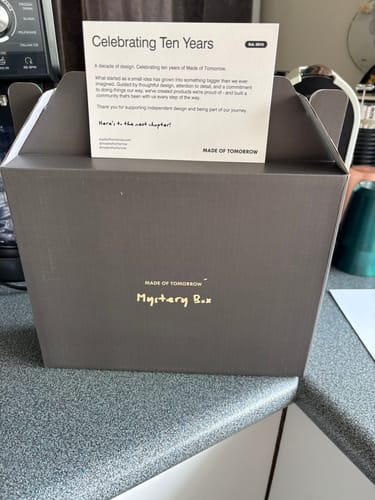 Celebrating Ten Years
Est. 2015
A decade of design. Celebrating ten years of Made of Tomorrow.
What started as a small idea has grown into something bigger than we ever
imagined. Guided by thoughtful design, attention to detail, and a commitment
to doing things our way, we've created products we're proud of - and built a
community that's been with us every step of the way.
Thank you for supporting independent design and being part of our journey.
Here's to the next chapter!
madeoftomorrow.com
@madeoftomorrow
@madeoftomorrow
MADE OF TOMORROW
MADE OF TOMORROW
Mystery Box